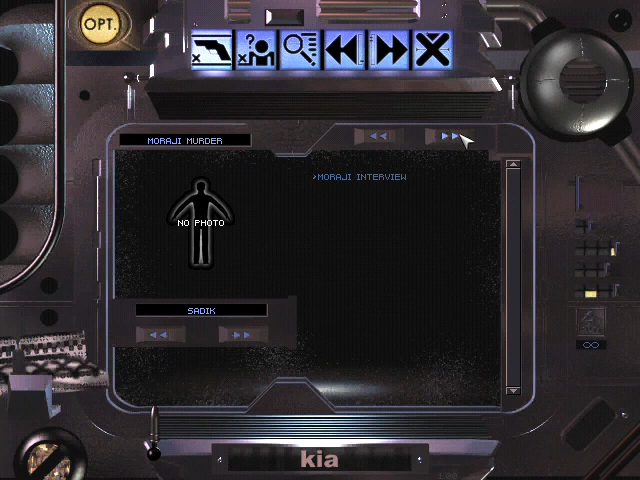 OPT.
MORAJI MURDER
›MORAJI INTERVIEW
NO PHOTO
SADIK
kia